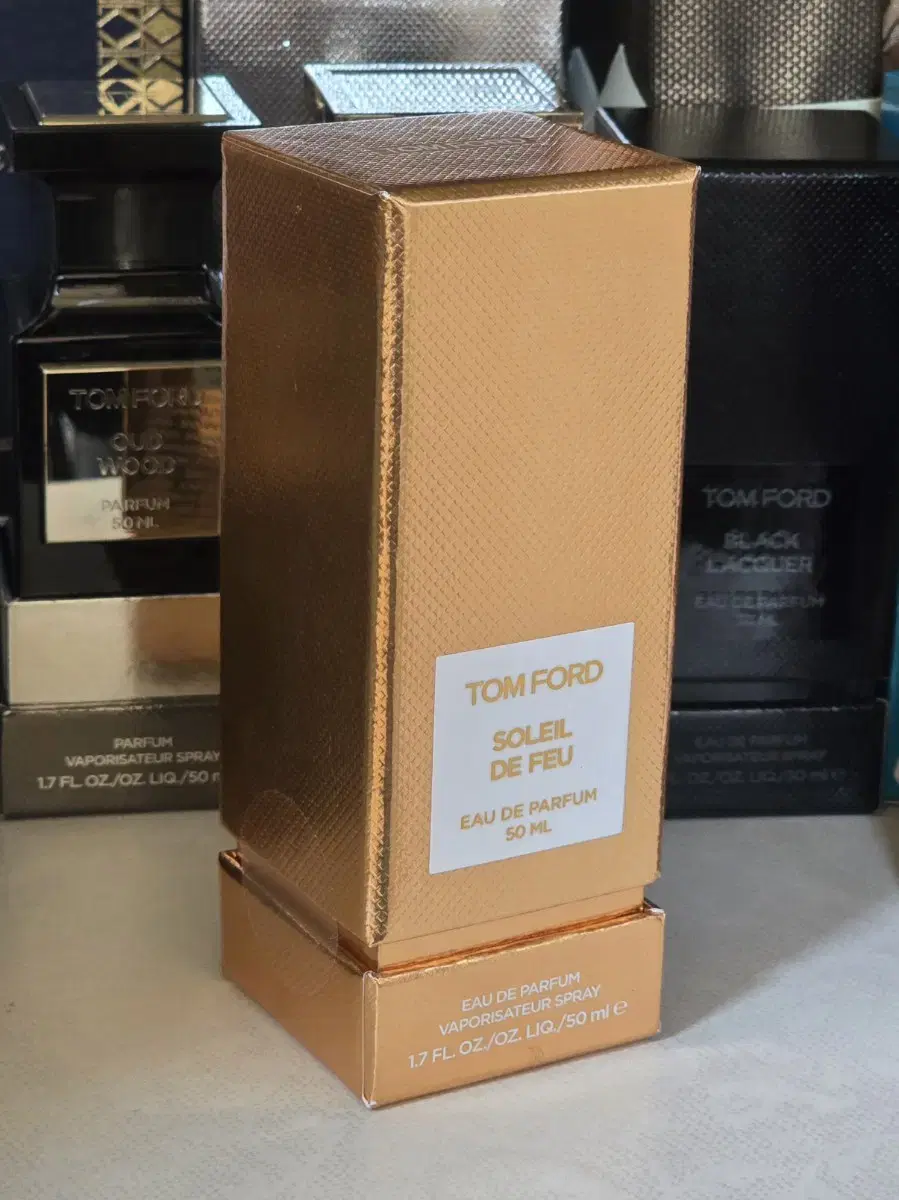 TOM FORD
OUD
WOOD
PARFUM
50 ML
PARFUM
VAPORISATEUR SPRAY
1.7 FL. OZ./OZ. LIQ./50 m
TOM FORD
SOLEIL
DE FEU
EAU DE PARFUM
50 ML
EAU DE PARFUM
VAPORISATEUR SPRAY
1.7 FL. OZ./OZ. LIQ./50 ml ℮
TOM FORD
BLACK
LACQUER
EAU DE PARFUM
EAU DE PARFUM
VAPORISATEUR SPRAY